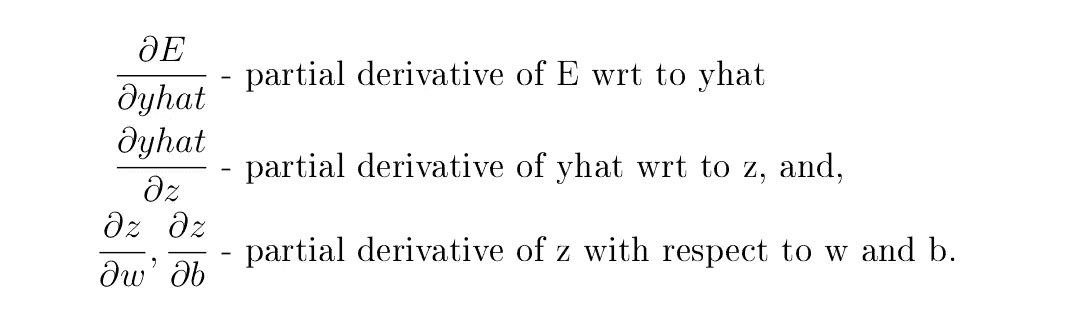 ∂E/∂yhat - partial derivative of E wrt to yhat
∂yhat/∂z - partial derivative of yhat wrt to z, and,
∂z/∂w, ∂z/∂b - partial derivative of z with respect to w and b.